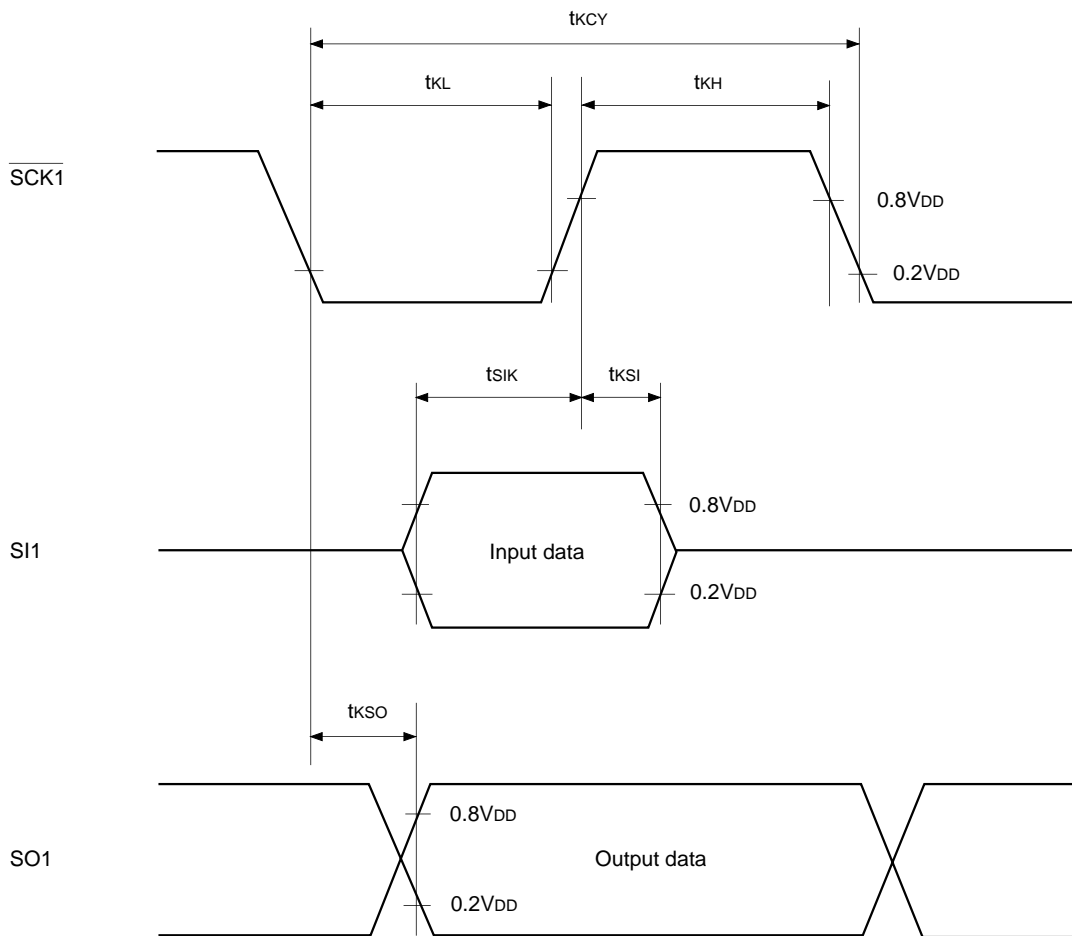 tKCY
tKL
tKH
SCK1
0.8VDD
0.2VDD
tSIK
tKSI
SI1
Input data
0.8VDD
0.2VDD
tKSO
SO1
0.8VDD
Output data
0.2VDD